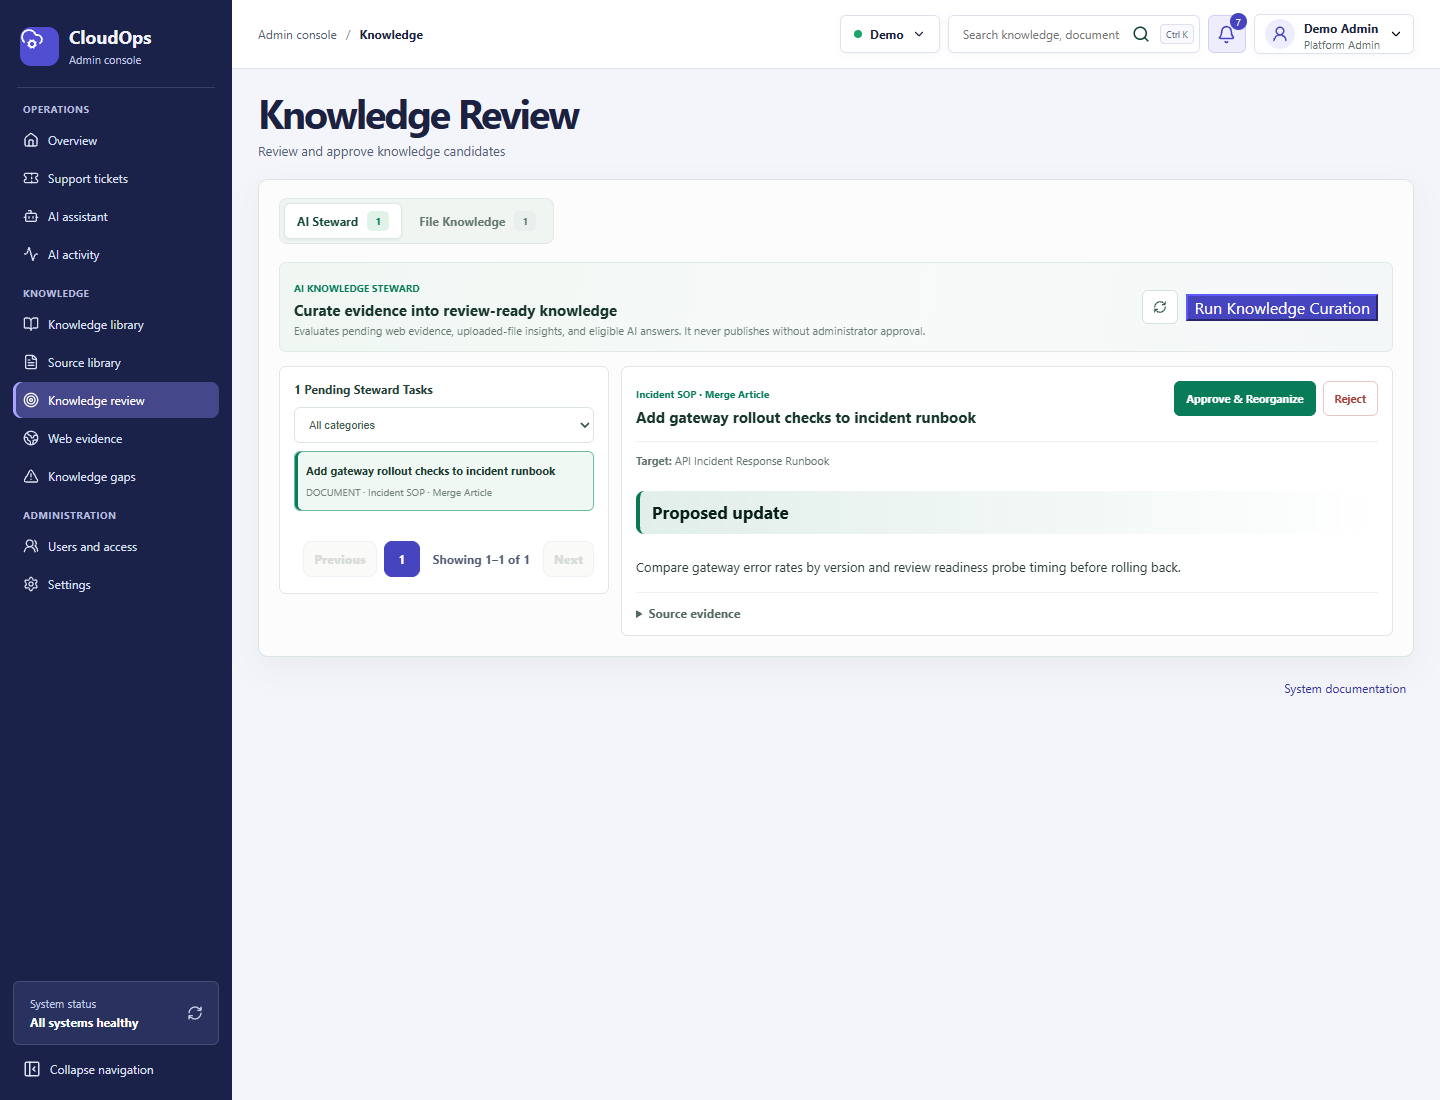 CloudOps
Admin console
OPERATIONS
Overview
Support tickets
AI assistant
AI activity
KNOWLEDGE
Knowledge library
Source library
Knowledge review
Web evidence
Knowledge gaps
ADMINISTRATION
Users and access
Settings
System status
All systems healthy
Collapse navigation
Admin console / Knowledge
Demo
Search knowledge, document
Ctrl K
7
Demo Admin
Platform Admin
Knowledge Review
Review and approve knowledge candidates
AI Steward 1
File Knowledge 1
AI KNOWLEDGE STEWARD
Curate evidence into review-ready knowledge
Evaluates pending web evidence, uploaded-file insights, and eligible AI answers. It never publishes without administrator approval.
Run Knowledge Curation
1 Pending Steward Tasks
All categories
Add gateway rollout checks to incident runbook
DOCUMENT · Incident SOP · Merge Article
Previous 1 Showing 1–1 of 1 Next
Incident SOP · Merge Article
Add gateway rollout checks to incident runbook
Approve & Reorganize
Reject
Target: API Incident Response Runbook
Proposed update
Compare gateway error rates by version and review readiness probe timing before rolling back.
Source evidence
System documentation